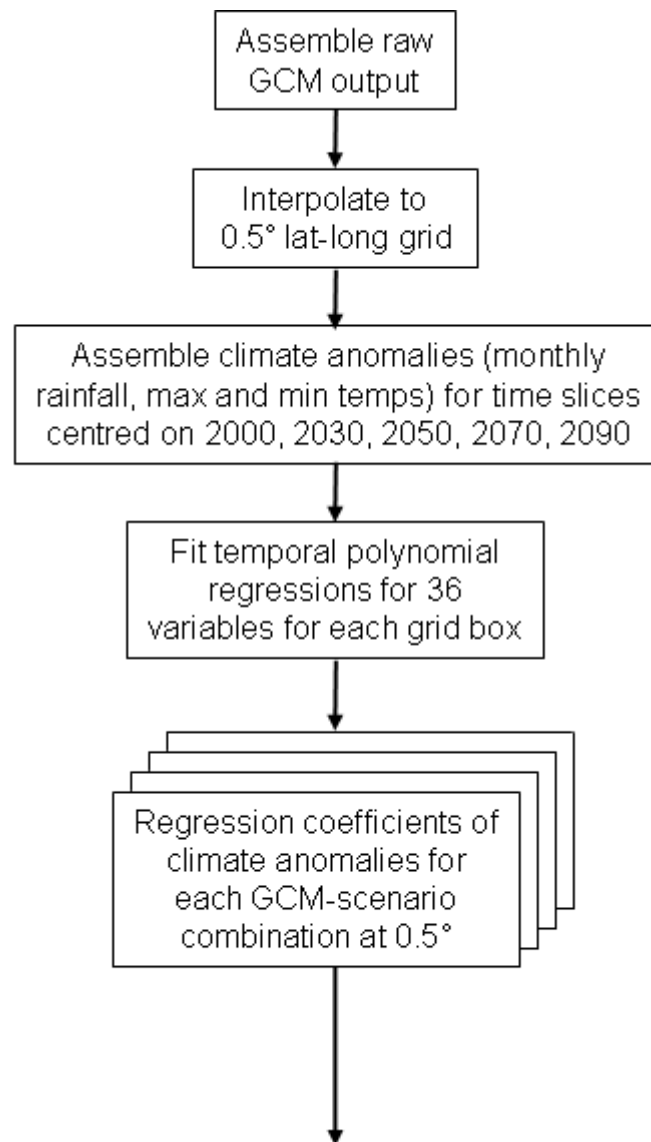 Assemble raw
GCM output
Interpolate to
0.5° lat-long grid
Assemble climate anomalies (monthly
rainfall, max and min temps) for time slices
centred on 2000, 2030, 2050, 2070, 2090
Fit temporal polynomial
regressions for 36
variables for each grid box
Regression coefficients of
climate anomalies for
each GCM-scenario
combination at 0.5°